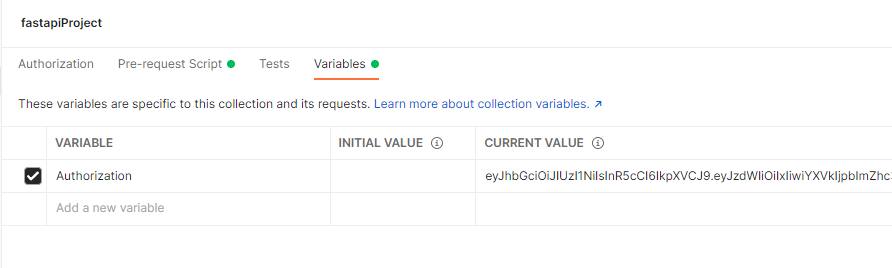 fastapiProject
Authorization Pre-request Script Tests Variables
These variables are specific to this collection and its requests. Learn more about collection variables. ↗
VARIABLE INITIAL VALUE CURRENT VALUE
Authorization eyJhbGciOiJIUzI1NiIsInR5cCI6IkpXVCJ9.eyJzdWIiOiIxIiwiYXVkIjpbImZhc
Add a new variable